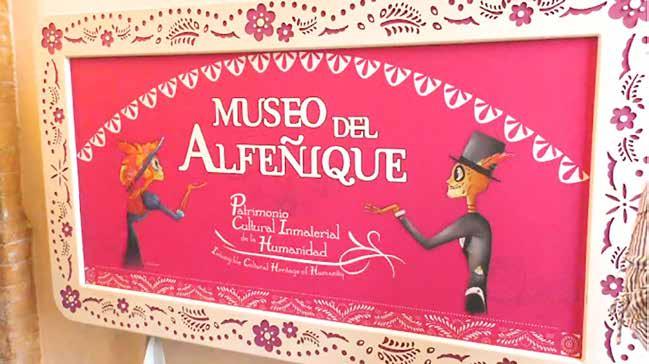 MUSEO DEL
ALFEÑIQUE
Patrimonio
Cultural Inmaterial
de la Humanidad
Intangible Cultural Heritage of Humanity